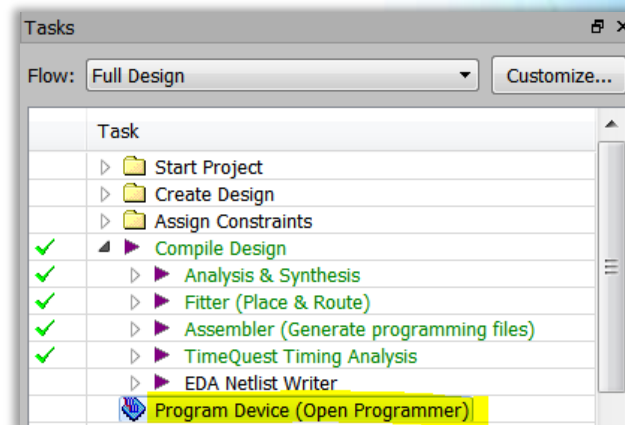 Tasks
Flow: Full Design Customize...
Task
Start Project
Create Design
Assign Constraints
Compile Design
Analysis & Synthesis
Fitter (Place & Route)
Assembler (Generate programming files)
TimeQuest Timing Analysis
EDA Netlist Writer
Program Device (Open Programmer)